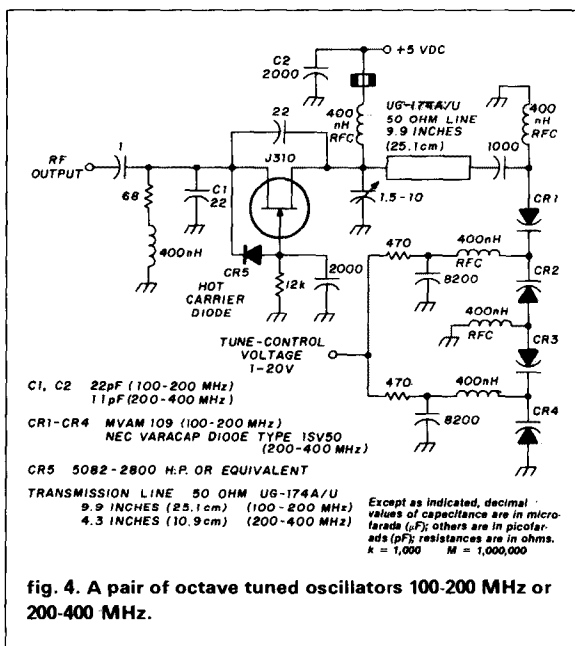 C2
2000
+5 VDC
400
nH
RFC
UG-174A/U
50 OHM LINE
9.9 INCHES
(25.1cm)
400
nH
RFC
22
J310
1
RF
OUTPUT
68
C1
22
400nH
1.5-10
1000
CR1
CR5
HOT
CARRIER
DIODE
12k
2000
470
400nH
RFC
8200
CR2
400nH
RFC
CR3
TUNE-CONTROL
VOLTAGE
1-20V
470
400nH
8200
CR4
C1, C2 22pF (100-200 MHz)
11pF (200-400 MHz)
CR1-CR4 MVAM 109 (100-200 MHz)
NEC VARACAP DIODE TYPE 1SV50
(200-400 MHz)
CR5 5082-2800 H.P. OR EQUIVALENT
TRANSMISSION LINE 50 OHM UG-174A/U
9.9 INCHES (25.1cm) (100-200 MHz)
4.3 INCHES (10.9cm) (200-400 MHz)
Except as indicated, decimal
values of capacitance are in micro-
farads (µF); others are in picofar-
ads (pF); resistances are in ohms.
k = 1,000 M = 1,000,000
fig. 4. A pair of octave tuned oscillators 100-200 MHz or
200-400 MHz.